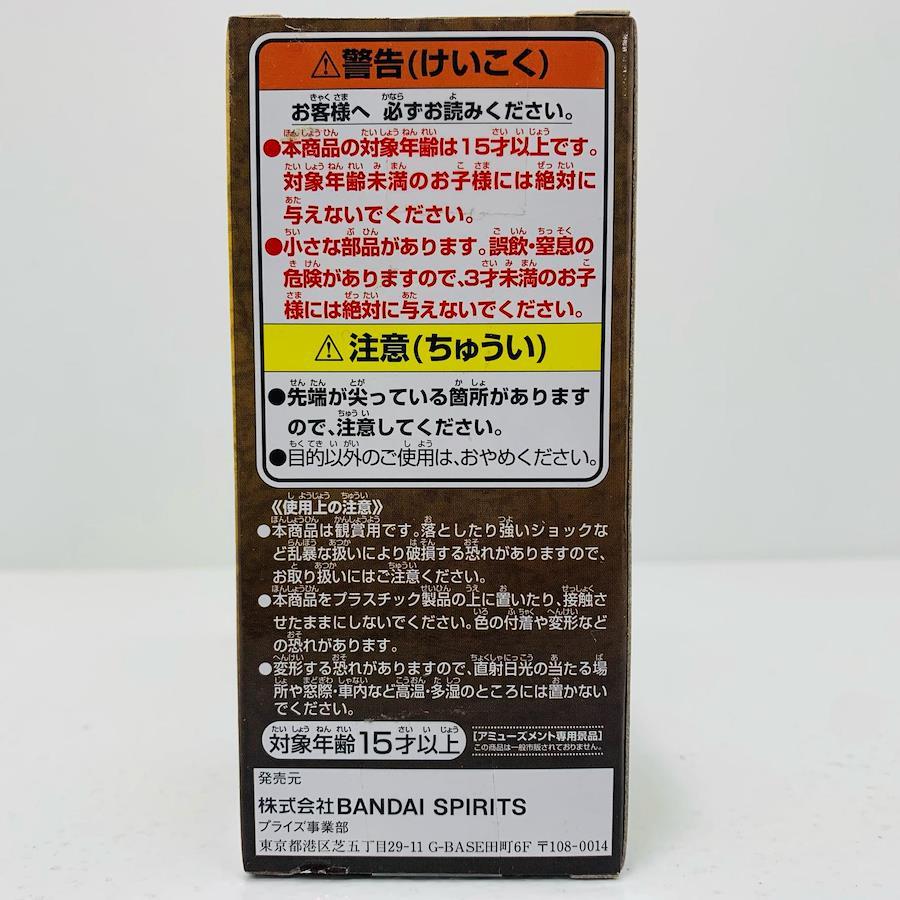 ⚠警告(けいこく)
お客様へ 必ずお読みください。
●本商品の対象年齢は15才以上です。
対象年齢未満のお子様には絶対に
与えないでください。
●小さな部品があります。誤飲・窒息の
危険がありますので、3才未満のお子
様には絶対に与えないでください。
⚠注意(ちゅうい)
●先端が尖っている箇所があります
ので、注意してください。
●目的以外のご使用は、おやめください。
《使用上の注意》
●本商品は観賞用です。落としたり強いショックな
ど乱暴な扱いにより破損する恐れがありますので、
お取り扱いにはご注意ください。
●本商品をプラスチック製品の上に置いたり、接触さ
せたままにしないでください。色の付着や変形など
の恐れがあります。
●変形する恐れがありますので、直射日光の当たる場
所や窓際・車内など高温・多湿のところには置かない
でください。
対象年齢15才以上
[アミューズメント専用景品]
この商品は一般市販されておりません。
発売元
株式会社BANDAI SPIRITS
プライズ事業部
東京都港区芝五丁目29-11 G-BASE田町6F 〒108-0014